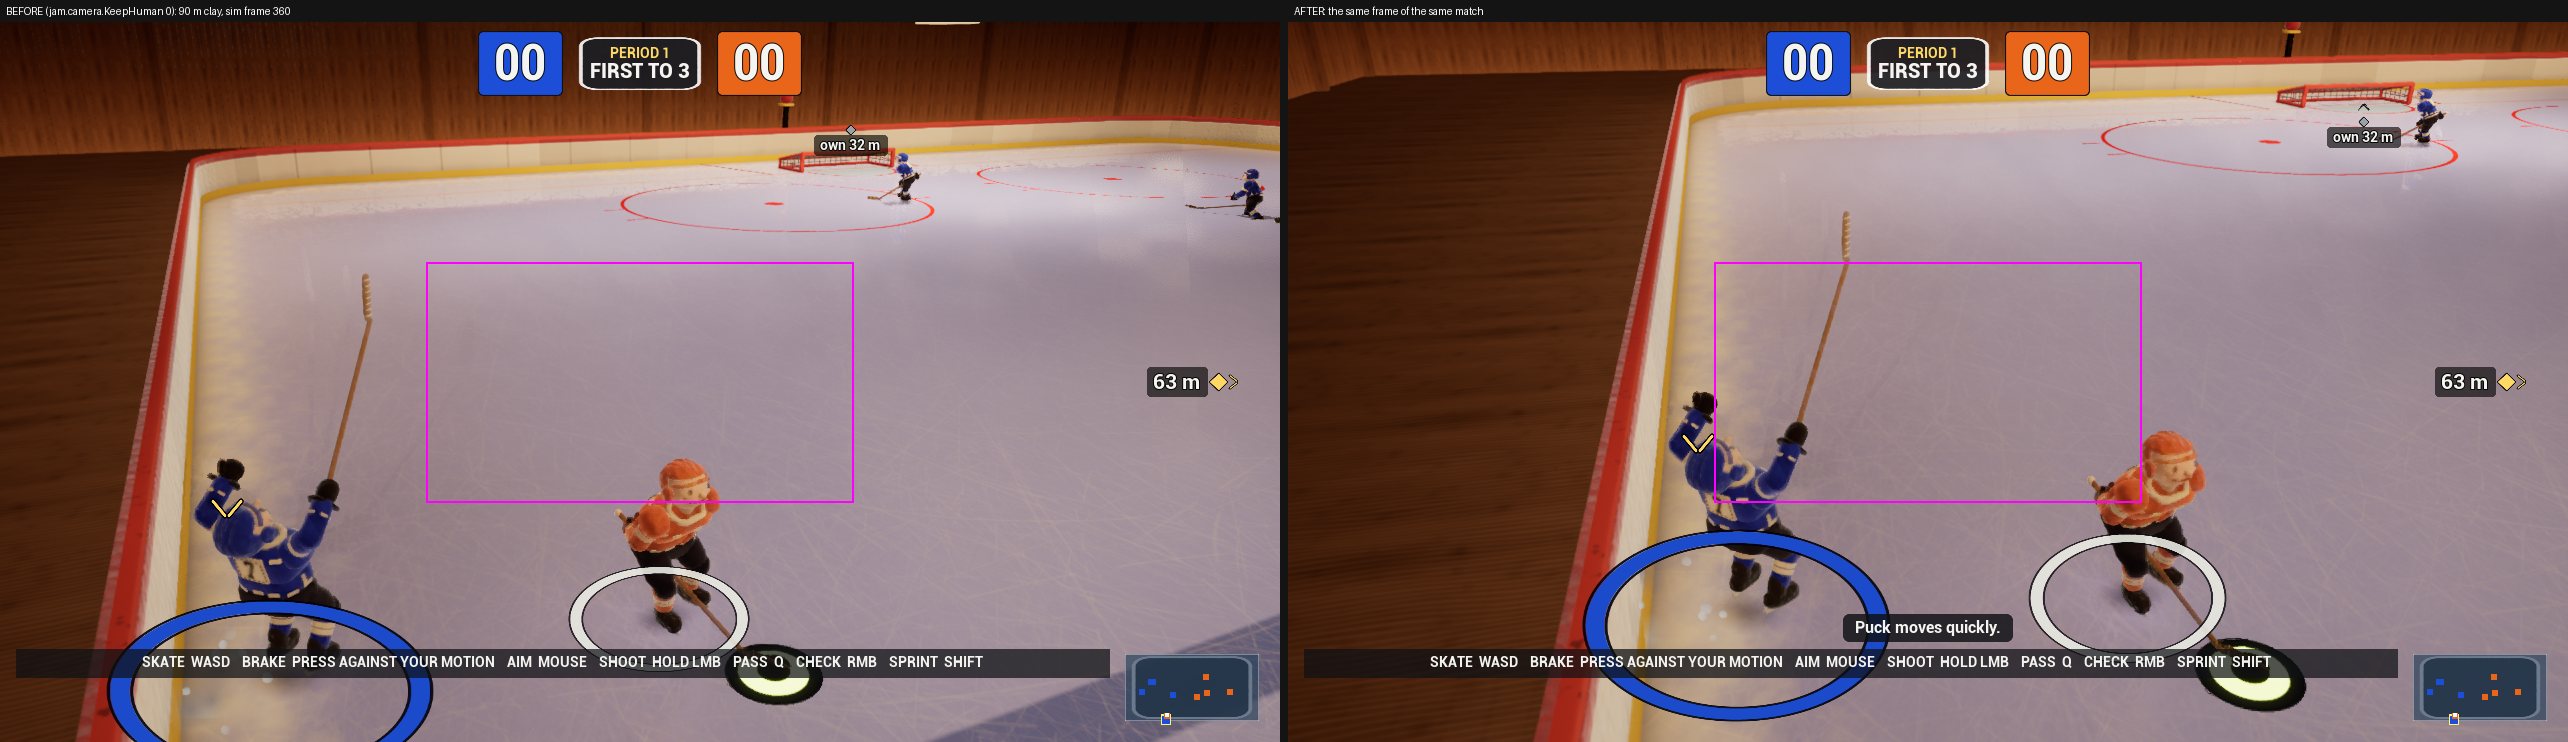 BEFORE (jam.camera.KeepHuman 0): 90 m clay, sim frame 360
00
PERIOD 1
FIRST TO 3
00
own 32 m
63 m
7
SKATE WASD BRAKE PRESS AGAINST YOUR MOTION AIM MOUSE SHOOT HOLD LMB PASS Q CHECK RMB SPRINT SHIFT
AFTER the same frame of the same match
00
PERIOD 1
FIRST TO 3
00
own 32 m
63 m
Puck moves quickly.
SKATE WASD BRAKE PRESS AGAINST YOUR MOTION AIM MOUSE SHOOT HOLD LMB PASS Q CHECK RMB SPRINT SHIFT